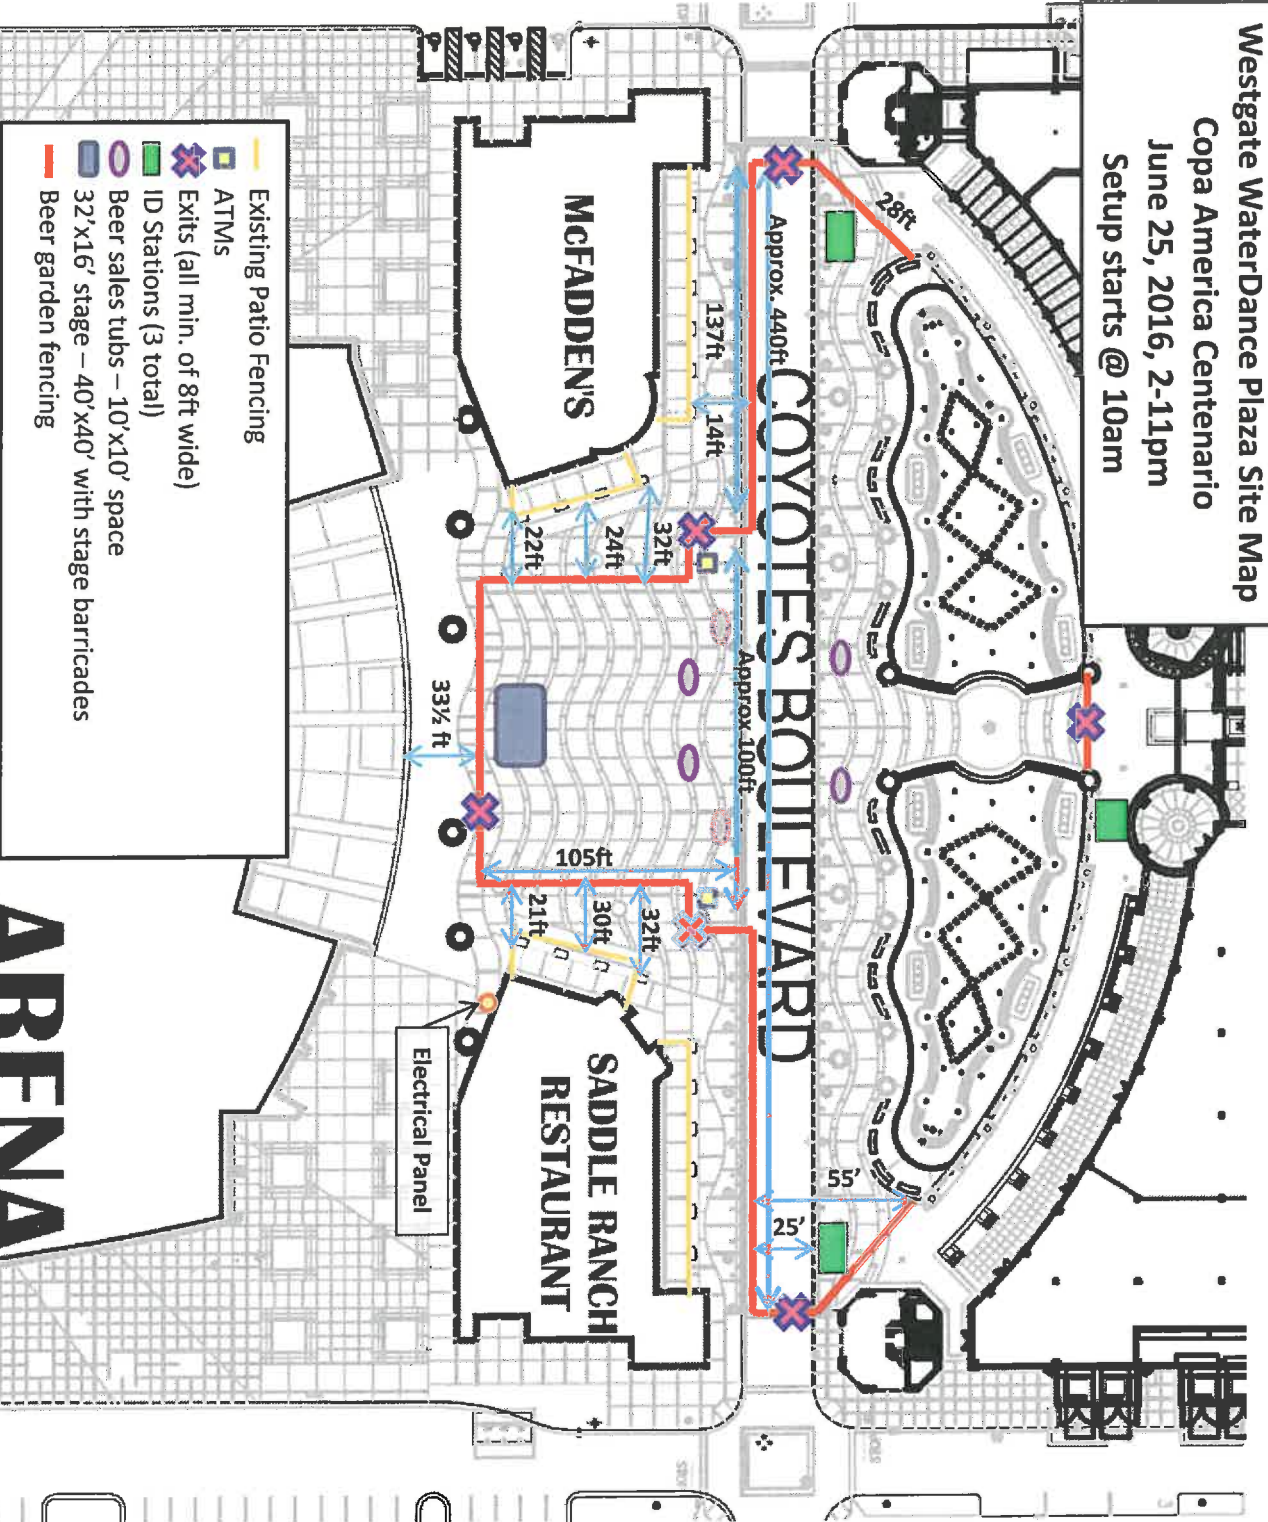 Westgate WaterDance Plaza Site Map
Copa America Centenario
June 25, 2016, 2-11pm
Setup starts @ 10am
28ft
Approx. 440ft
137ft
14ft
COYOTES BOULEVARD
McFADDEN'S
32ft
24ft
22ft
Approx 100ft
33½ ft
105ft
32ft
30ft
21ft
55'
25'
SADDLE RANCH
RESTAURANT
Electrical Panel
ARENA
Existing Patio Fencing
ATMs
Exits (all min. of 8ft wide)
ID Stations (3 total)
Beer sales tubs – 10'x10' space
32'x16' stage – 40'x40' with stage barricades
Beer garden fencing